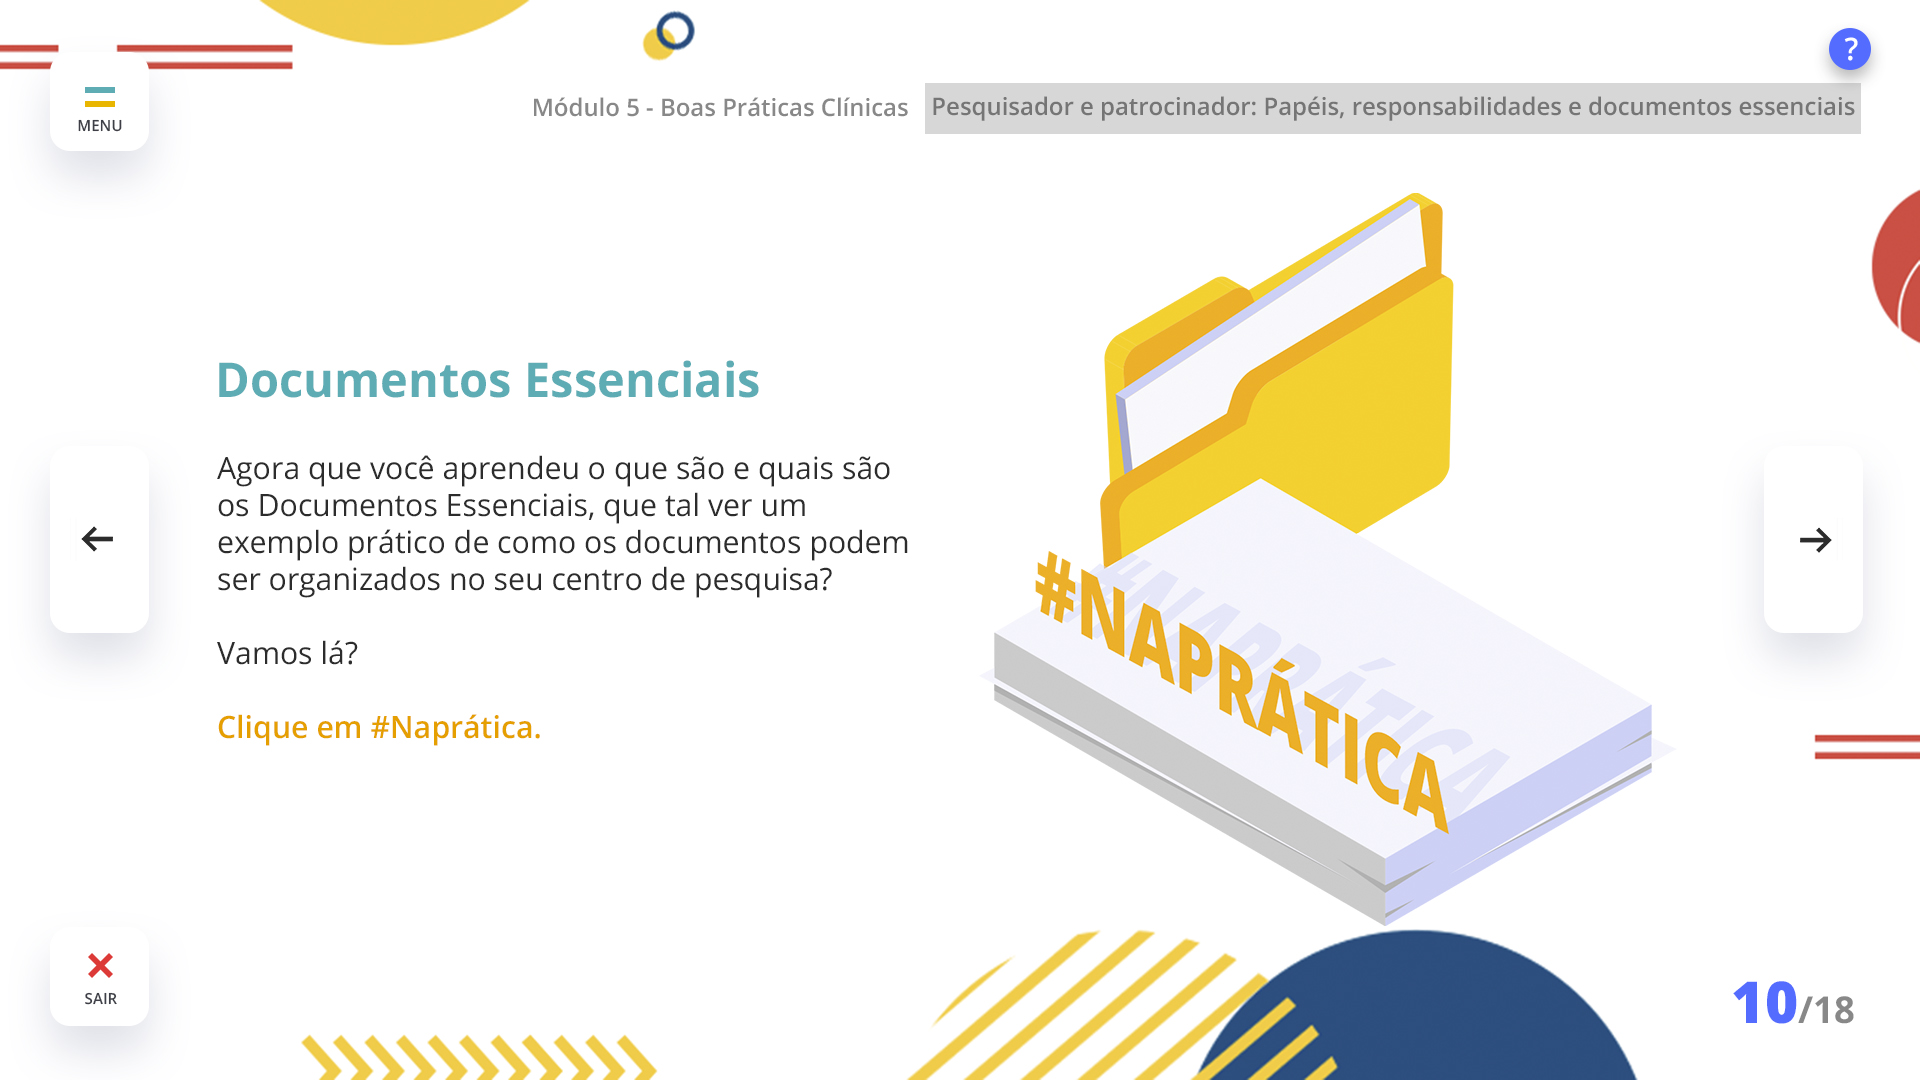 ?
MENU
Módulo 5 - Boas Práticas Clínicas
Pesquisador e patrocinador: Papéis, responsabilidades e documentos essenciais
Documentos Essenciais
Agora que você aprendeu o que são e quais são
os Documentos Essenciais, que tal ver um
exemplo prático de como os documentos podem
ser organizados no seu centro de pesquisa?
Vamos lá?
Clique em #Naprática.
#NAPRÁTICA
SAIR
10/18